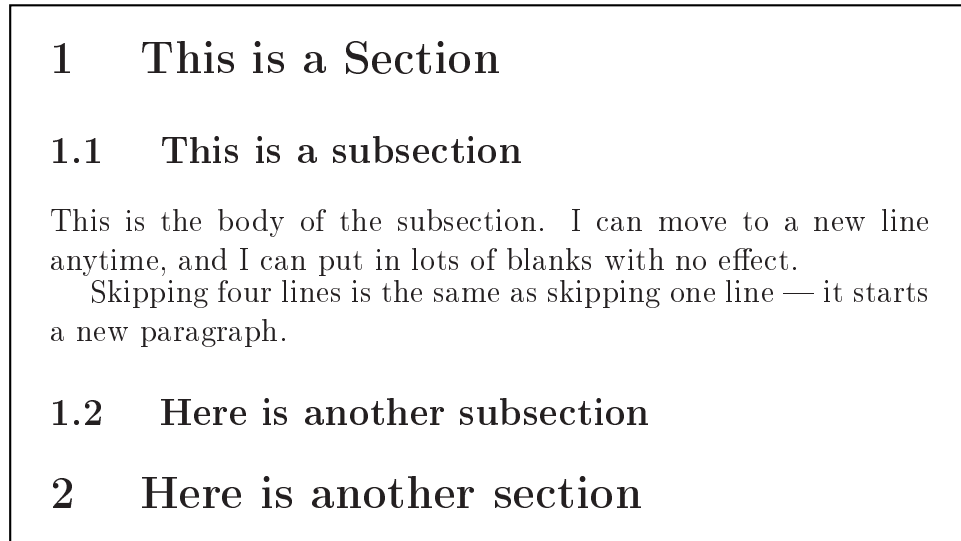 1 This is a Section
1.1 This is a subsection
This is the body of the subsection. I can move to a new line
anytime, and I can put in lots of blanks with no effect.
Skipping four lines is the same as skipping one line — it starts
a new paragraph.
1.2 Here is another subsection
2 Here is another section